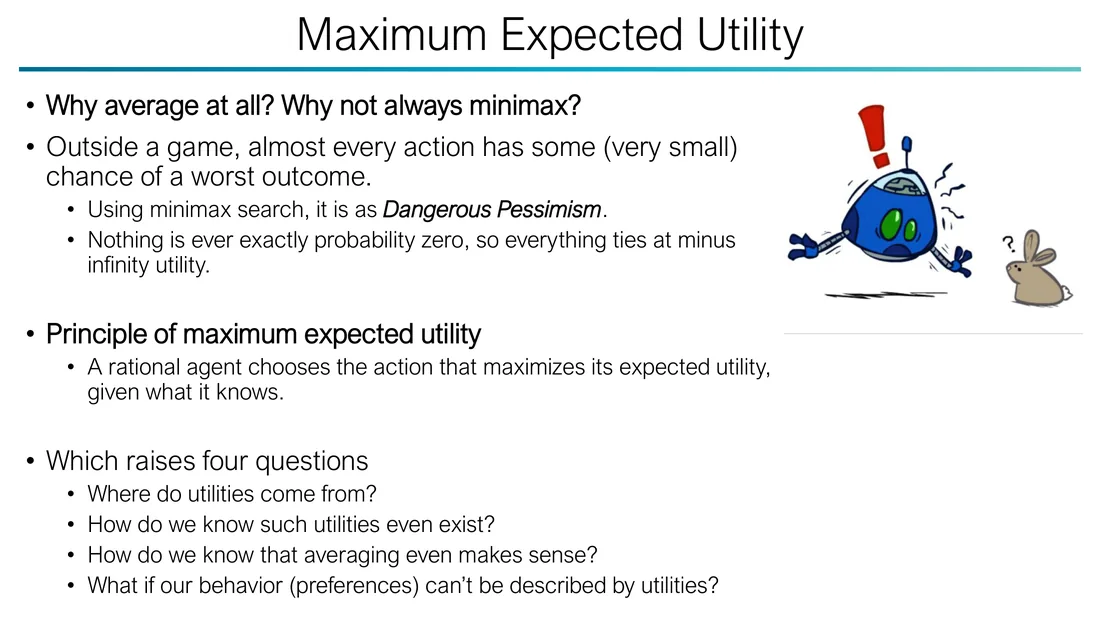 Maximum Expected Utility
• Why average at all? Why not always minimax?
• Outside a game, almost every action has some (very small)
chance of a worst outcome.
• Using minimax search, it is as Dangerous Pessimism.
• Nothing is ever exactly probability zero, so everything ties at minus
infinity utility.
• Principle of maximum expected utility
• A rational agent chooses the action that maximizes its expected utility,
given what it knows.
• Which raises four questions
• Where do utilities come from?
• How do we know such utilities even exist?
• How do we know that averaging even makes sense?
• What if our behavior (preferences) can’t be described by utilities?
!
?